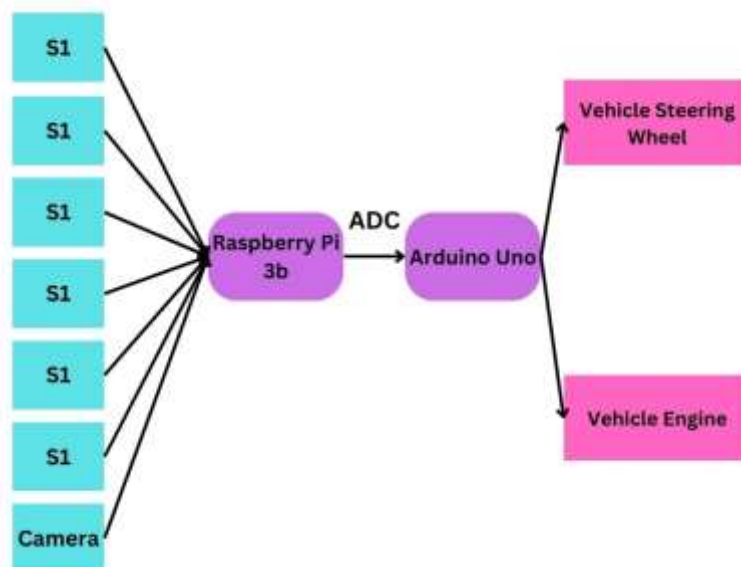 S1
S1
S1
S1
S1
S1
Camera
Raspberry Pi
3b
ADC
Arduino Uno
Vehicle Steering
Wheel
Vehicle Engine